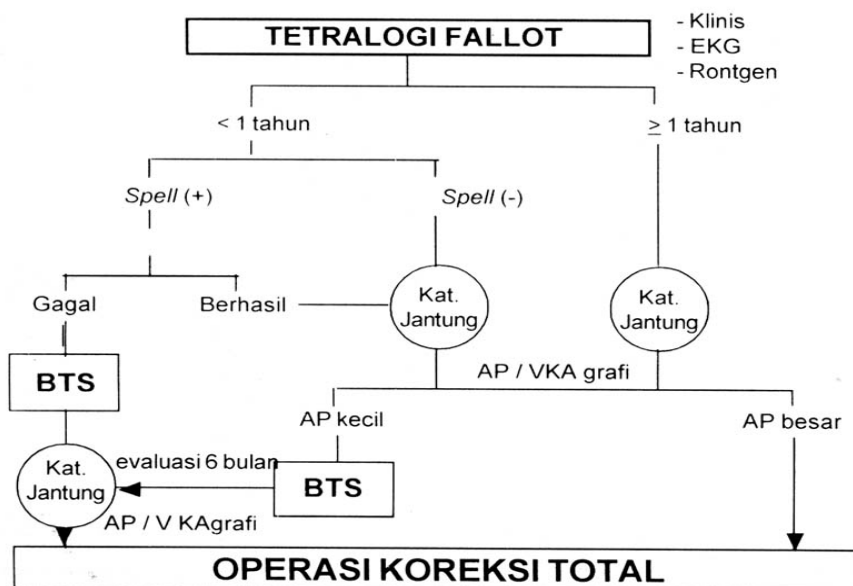 TETRALOGI FALLOT
- Klinis
- EKG
- Rontgen
< 1 tahun
≥ 1 tahun
Spell (+)
Spell (-)
Gagal
Berhasil
Kat.
Jantung
Kat.
Jantung
BTS
AP / VKA grafi
AP kecil
AP besar
Kat.
Jantung
evaluasi 6 bulan
BTS
AP / V KAgrafi
OPERASI KOREKSI TOTAL